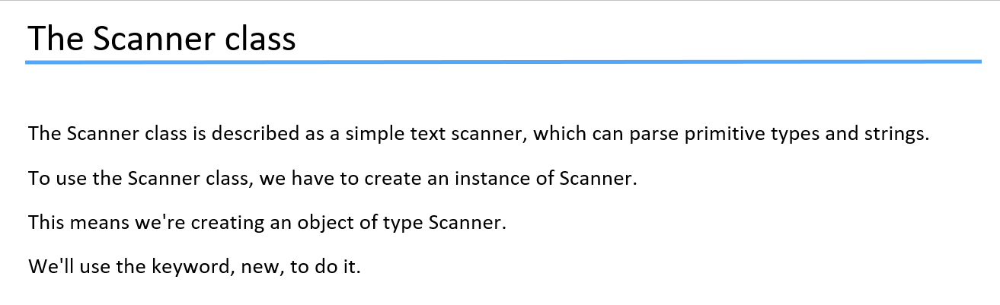 The Scanner class
The Scanner class is described as a simple text scanner, which can parse primitive types and strings.
To use the Scanner class, we have to create an instance of Scanner.
This means we're creating an object of type Scanner.
We'll use the keyword, new, to do it.